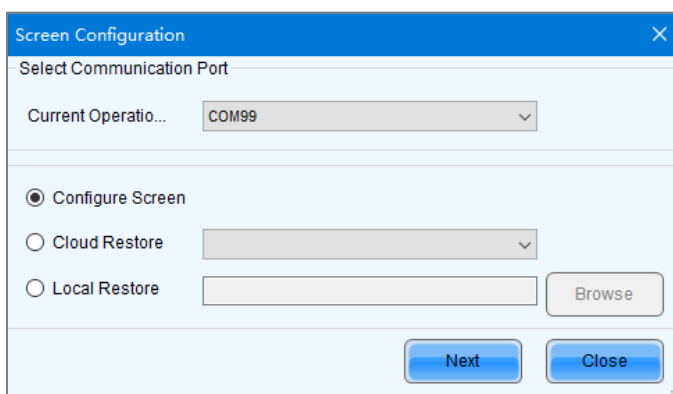 Screen Configuration
Select Communication Port
Current Operatio... COM99
Configure Screen
Cloud Restore
Local Restore Browse
Next Close